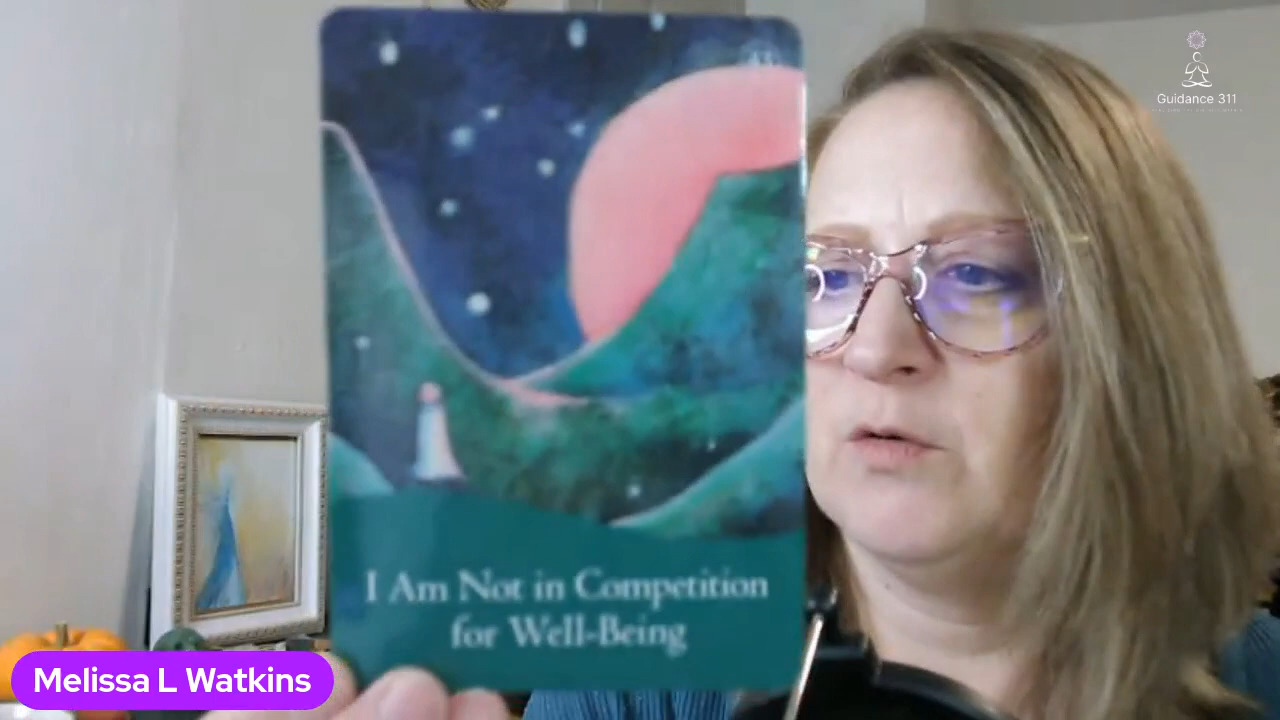 Guidance 311
I Am Not in Competition
for Well-Being
Melissa L Watkins